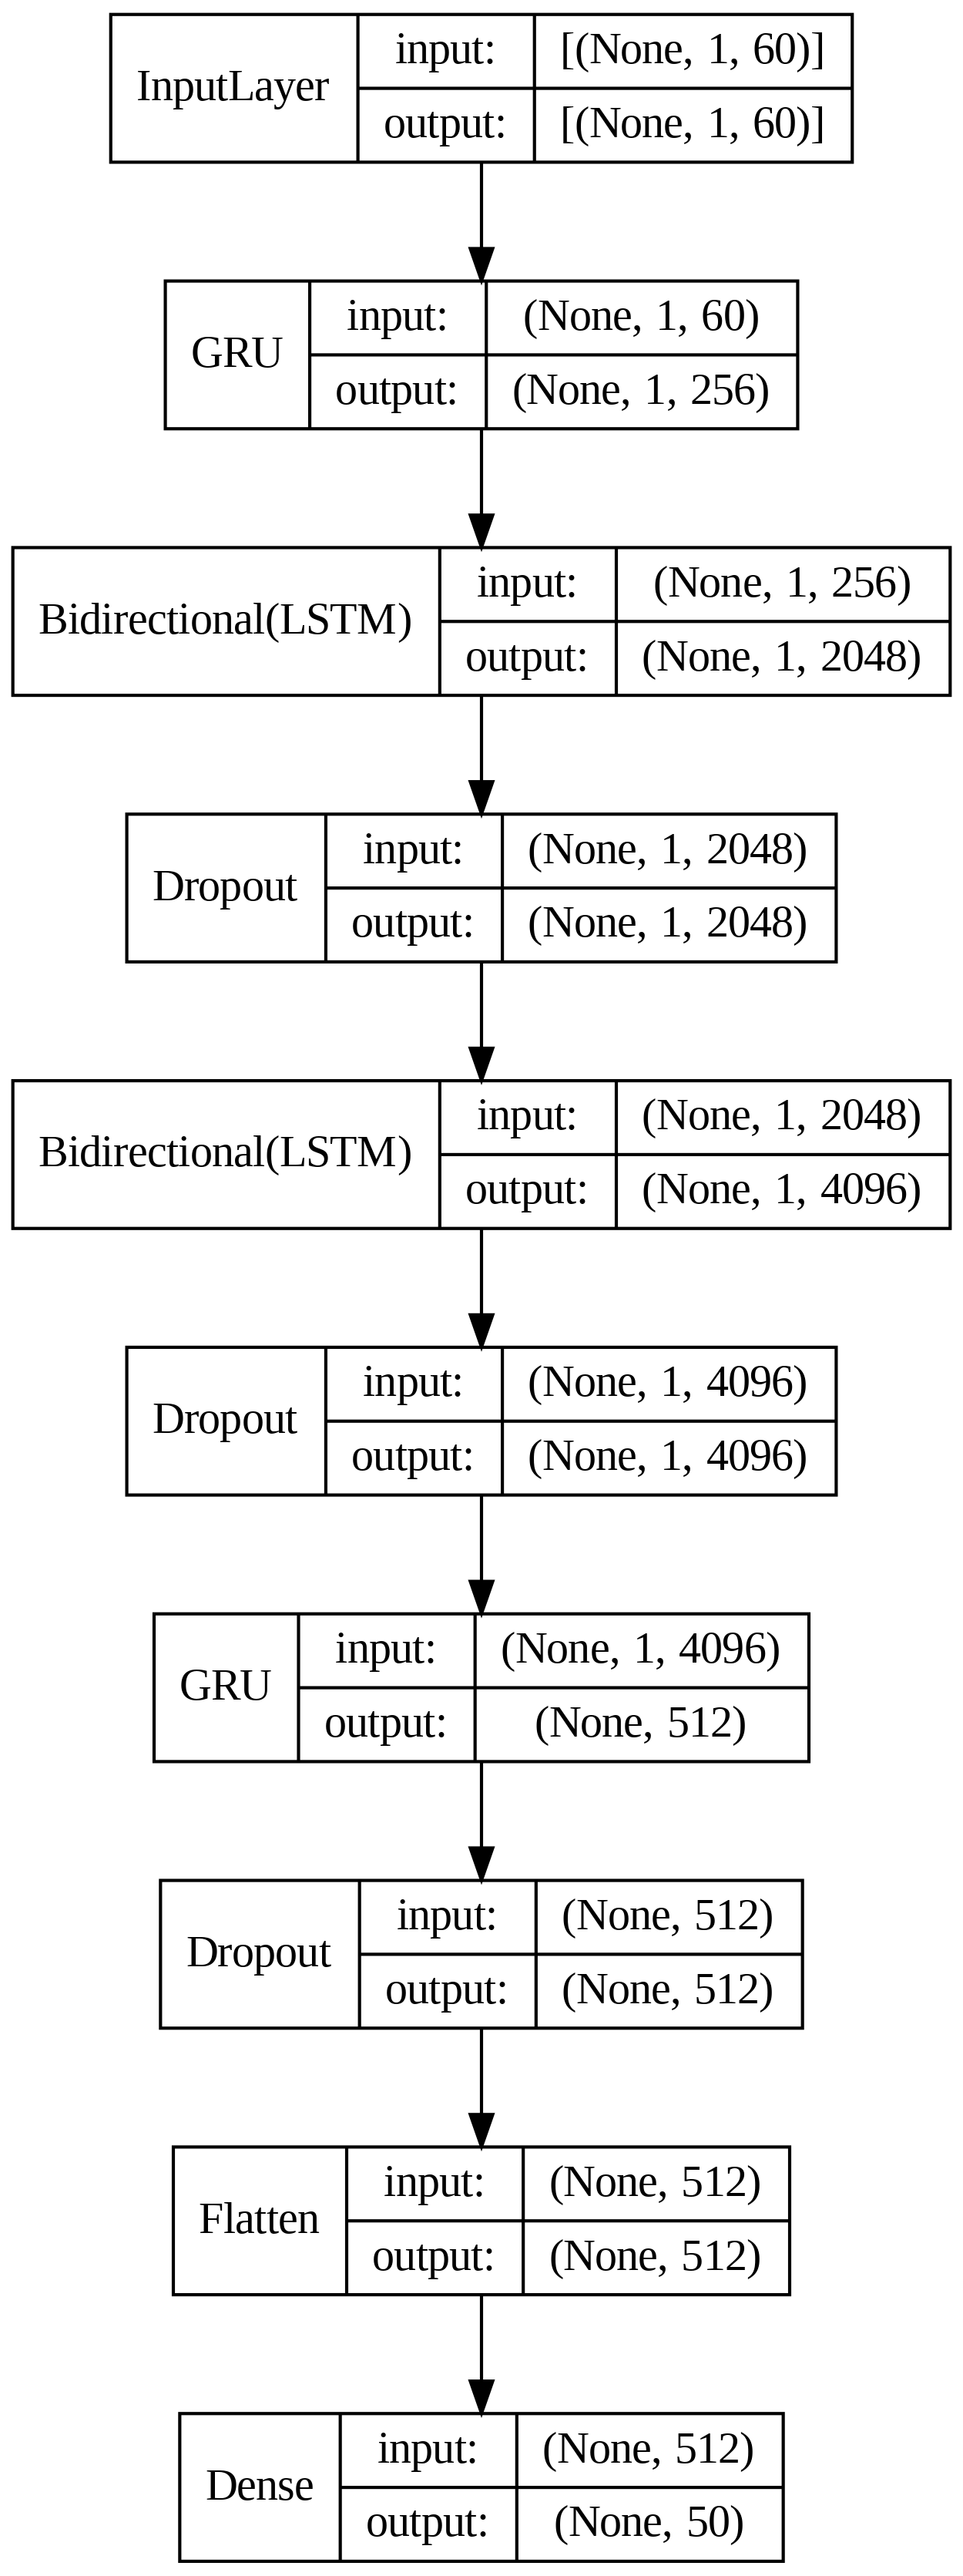 InputLayer
input:
[(None, 1, 60)]
output:
[(None, 1, 60)]
GRU
input:
(None, 1, 60)
output:
(None, 1, 256)
Bidirectional(LSTM)
input:
(None, 1, 256)
output:
(None, 1, 2048)
Dropout
input:
(None, 1, 2048)
output:
(None, 1, 2048)
Bidirectional(LSTM)
input:
(None, 1, 2048)
output:
(None, 1, 4096)
Dropout
input:
(None, 1, 4096)
output:
(None, 1, 4096)
GRU
input:
(None, 1, 4096)
output:
(None, 512)
Dropout
input:
(None, 512)
output:
(None, 512)
Flatten
input:
(None, 512)
output:
(None, 512)
Dense
input:
(None, 512)
output:
(None, 50)